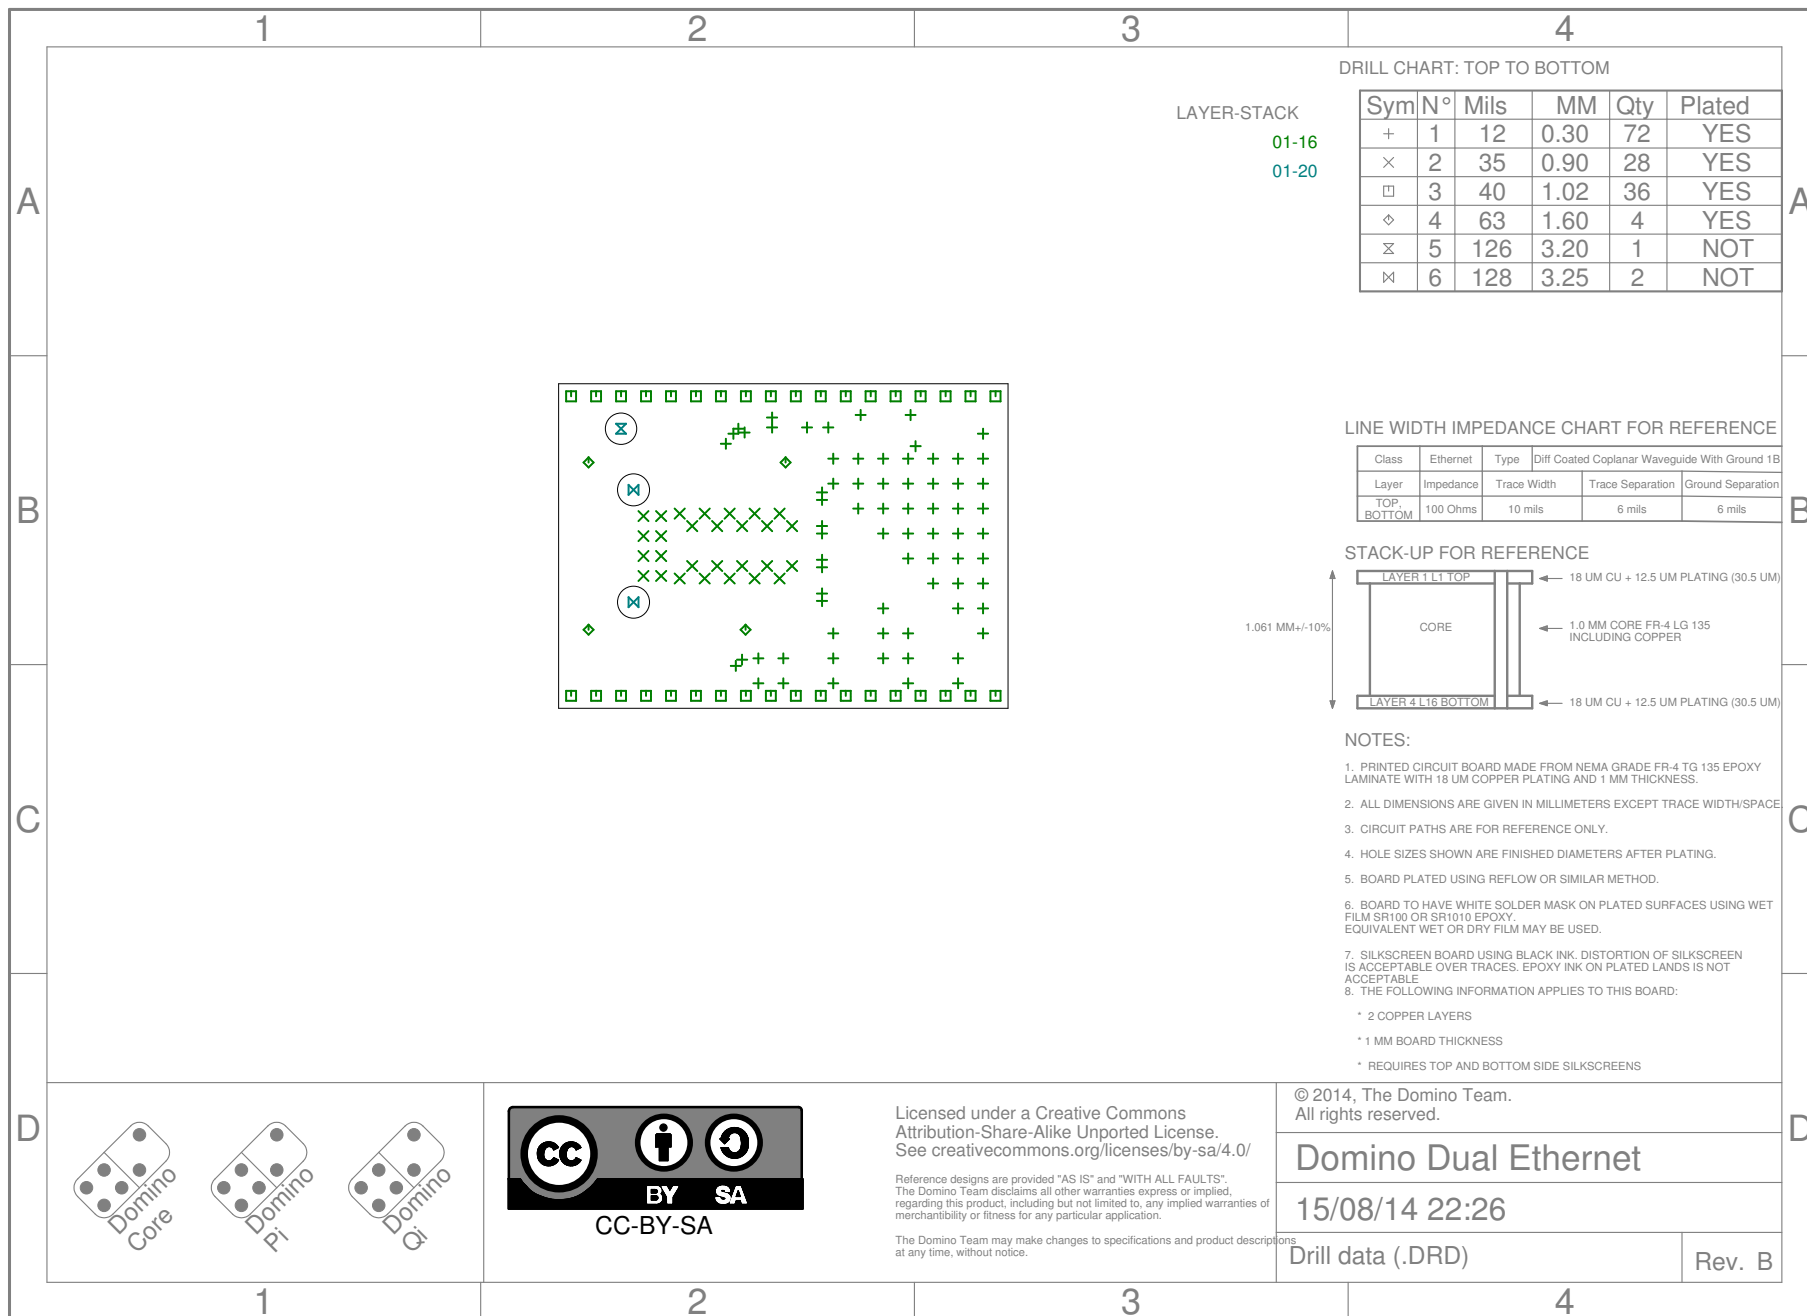 1 2 3 4
DRILL CHART: TOP TO BOTTOM
LAYER-STACK
01-16
01-20
Sym N° Mils MM Qty Plated
+ 1 12 0.30 72 YES
× 2 35 0.90 28 YES
3 40 1.02 36 YES
4 63 1.60 4 YES
5 126 3.20 1 NOT
6 128 3.25 2 NOT
A A
LINE WIDTH IMPEDANCE CHART FOR REFERENCE
Class Ethernet Type Diff Coated Coplanar Waveguide With Ground 1B
Layer Impedance Trace Width Trace Separation Ground Separation
TOP,
BOTTOM 100 Ohms 10 mils 6 mils 6 mils
B B
STACK-UP FOR REFERENCE
LAYER 1 L1 TOP
18 UM CU + 12.5 UM PLATING (30.5 UM)
1.061 MM+/-10%
CORE
1.0 MM CORE FR-4 LG 135
INCLUDING COPPER
LAYER 4 L16 BOTTOM
18 UM CU + 12.5 UM PLATING (30.5 UM)
NOTES:
1. PRINTED CIRCUIT BOARD MADE FROM NEMA GRADE FR-4 TG 135 EPOXY
LAMINATE WITH 18 UM COPPER PLATING AND 1 MM THICKNESS.
2. ALL DIMENSIONS ARE GIVEN IN MILLIMETERS EXCEPT TRACE WIDTH/SPACE
C C
3. CIRCUIT PATHS ARE FOR REFERENCE ONLY.
4. HOLE SIZES SHOWN ARE FINISHED DIAMETERS AFTER PLATING.
5. BOARD PLATED USING REFLOW OR SIMILAR METHOD.
6. BOARD TO HAVE WHITE SOLDER MASK ON PLATED SURFACES USING WET
FILM SR100 OR SR1010 EPOXY.
EQUIVALENT WET OR DRY FILM MAY BE USED.
7. SILKSCREEN BOARD USING BLACK INK. DISTORTION OF SILKSCREEN
IS ACCEPTABLE OVER TRACES. EPOXY INK ON PLATED LANDS IS NOT
ACCEPTABLE
8. THE FOLLOWING INFORMATION APPLIES TO THIS BOARD:
* 2 COPPER LAYERS
* 1 MM BOARD THICKNESS
* REQUIRES TOP AND BOTTOM SIDE SILKSCREENS
D D
Domino
Core
Domino
Pi
Domino
Qi
CC
BY SA
CC-BY-SA
Licensed under a Creative Commons
Attribution-Share-Alike Unported License.
See creativecommons.org/licenses/by-sa/4.0/
Reference designs are provided "AS IS" and "WITH ALL FAULTS".
The Domino Team disclaims all other warranties express or implied,
regarding this product, including but not limited to, any implied warranties of
merchantibility or fitness for any particular application.
The Domino Team may make changes to specifications and product descriptions
at any time, without notice.
© 2014, The Domino Team.
All rights reserved.
Domino Dual Ethernet
15/08/14 22:26
Drill data (.DRD)
Rev. B
1 2 3 4